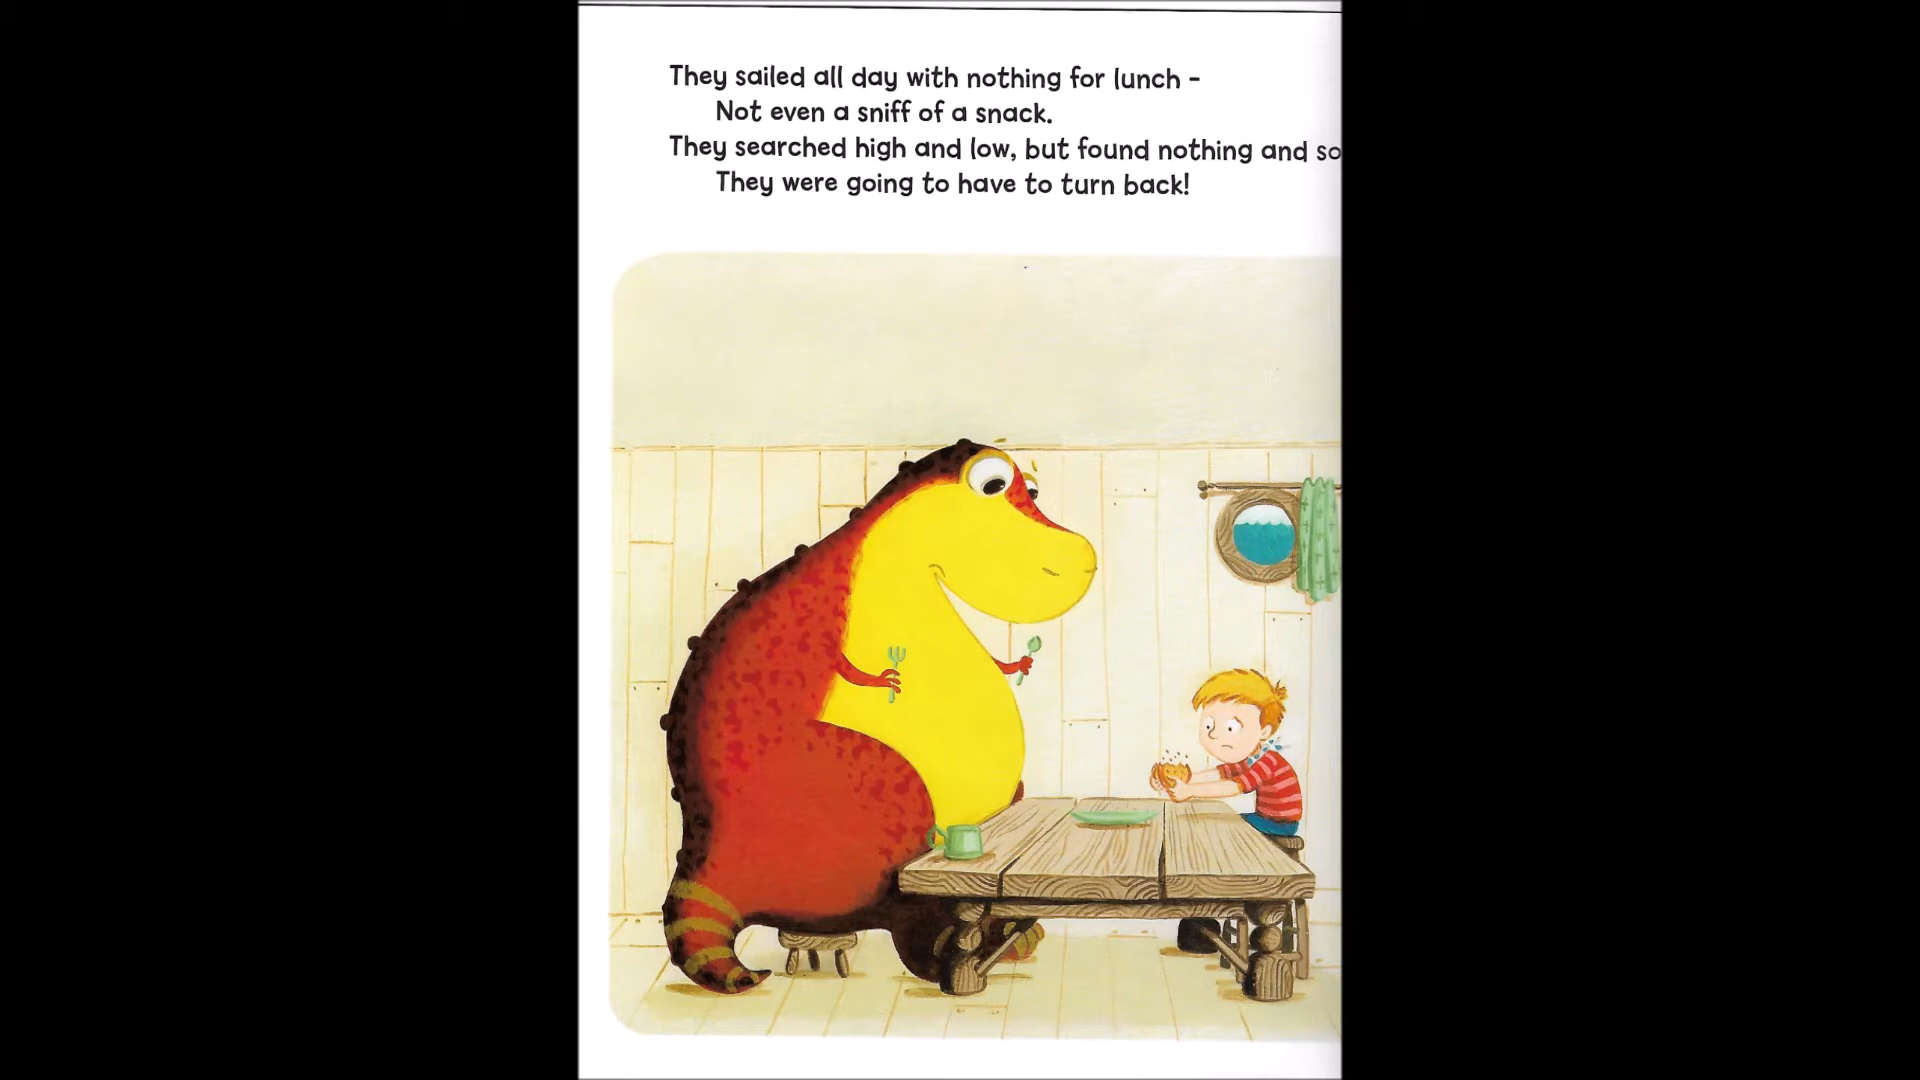 They sailed all day with nothing for lunch -
Not even a sniff of a snack.
They searched high and low, but found nothing and so
They were going to have to turn back!